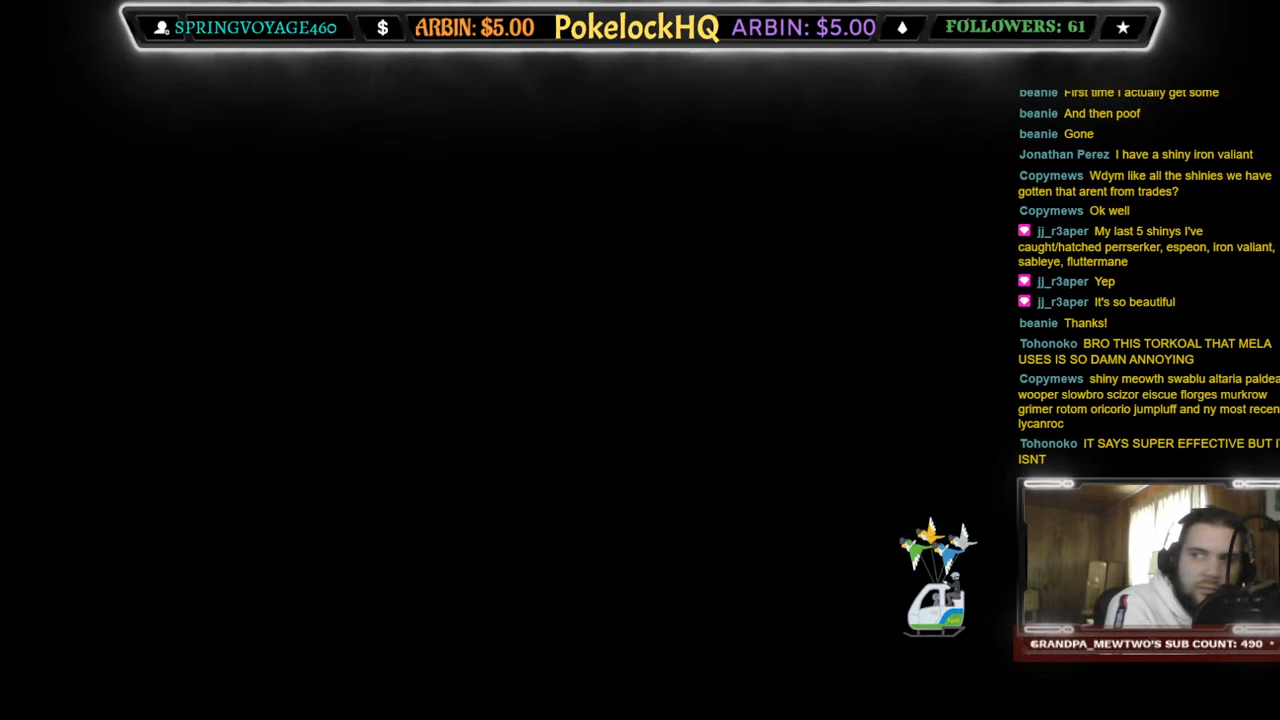 SPRINGVOYAGE460 $ ARBIN: $5.00 PokelockHQ ARBIN: $5.00 FOLLOWERS: 61
beanie First time I actually get some
beanie And then poof
beanie Gone
Jonathan Perez I have a shiny iron valiant
Copymews Wdym like all the shinies we have
gotten that arent from trades?
Copymews Ok well
jj_r3aper My last 5 shinys I've
caught/hatched perrserker, espeon, iron valiant,
sableye, fluttermane
jj_r3aper Yep
jj_r3aper It's so beautiful
beanie Thanks!
Tohonoko BRO THIS TORKOAL THAT MELA
USES IS SO DAMN ANNOYING
Copymews shiny meowth swablu altaria paldea
wooper slowbro scizor eiscue florges murkrow
grimer rotom oricorio jumpluff and ny most recen
lycanroc
Tohonoko IT SAYS SUPER EFFECTIVE BUT I
ISNT
GRANDPA_MEWTWO'S SUB COUNT: 490 *